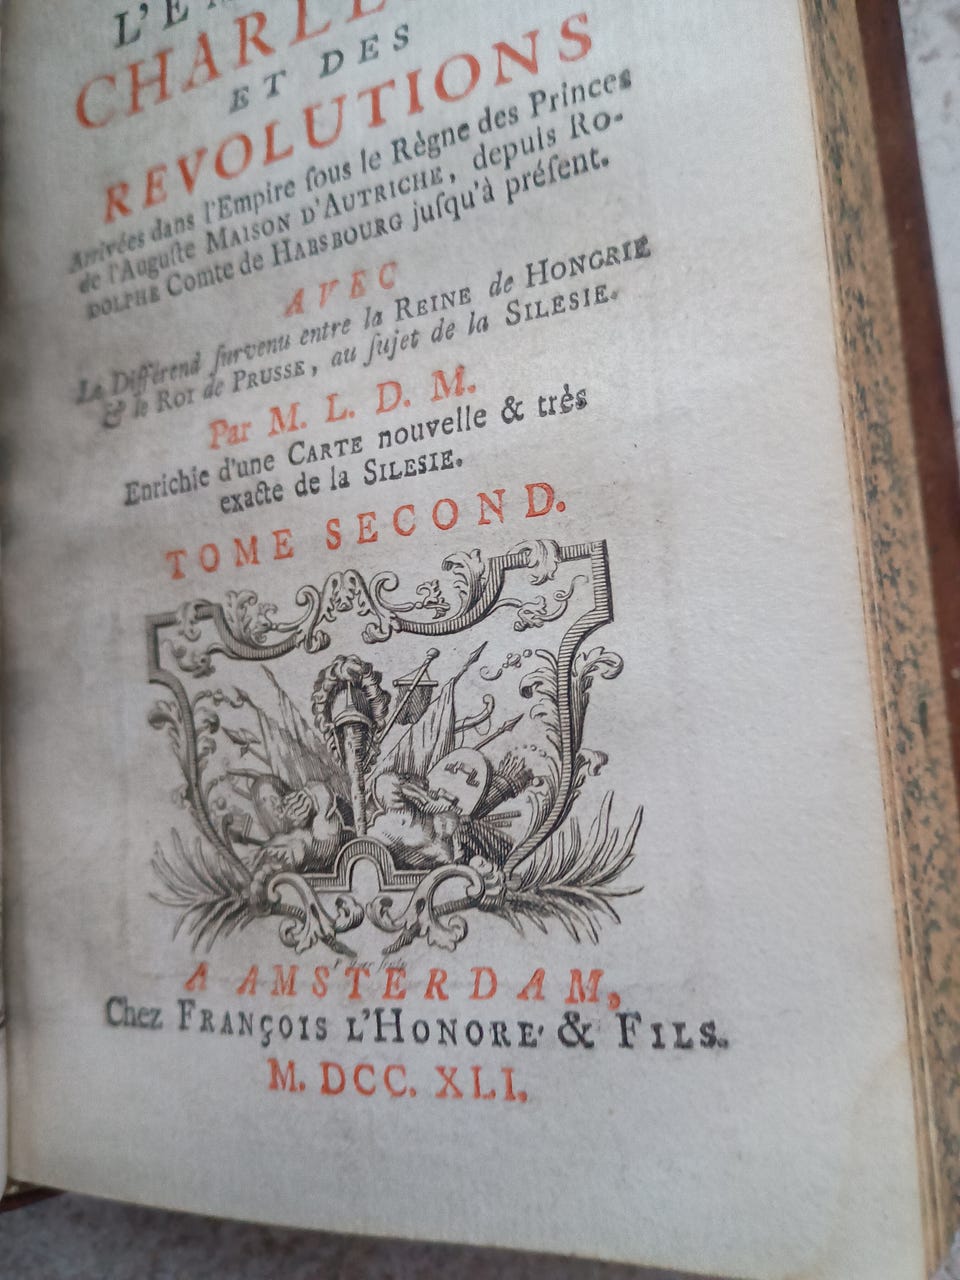 CHARLE
ET DES
REVOLUTIONS
Arrivées dans l'Empire ſous le Règne des Princes
de l'Auguſte MAISON D'AUTRICHE, depuis RO-
DOLPHE Comte de HABSBOURG juſqu'à préſent.
AVEC
Le Différend ſurvenu entre la REINE de HONGRIE
& le ROI de PRUSSE, au ſujet de la SILESIE.
Par M. L. D. M.
Enrichie d'une CARTE nouvelle & très
exacte de la SILESIE.
TOME SECOND.
A AMSTERDAM,
Chez FRANÇOIS L'HONORE' & FILS.
M. DCC. XLI.